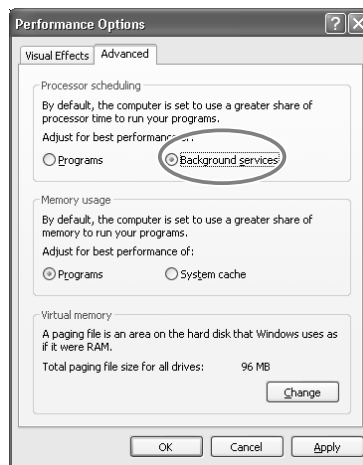 Performance Options
Visual Effects Advanced
Processor scheduling
By default, the computer is set to use a greater share of
processor time to run your programs.
Adjust for best performance of:
Programs Background services
Memory usage
By default, the computer is set to use a greater share of
memory to run your programs.
Adjust for best performance of:
Programs System cache
Virtual memory
A paging file is an area on the hard disk that Windows uses as
if it were RAM.
Total paging file size for all drives: 96 MB
Change
OK Cancel Apply